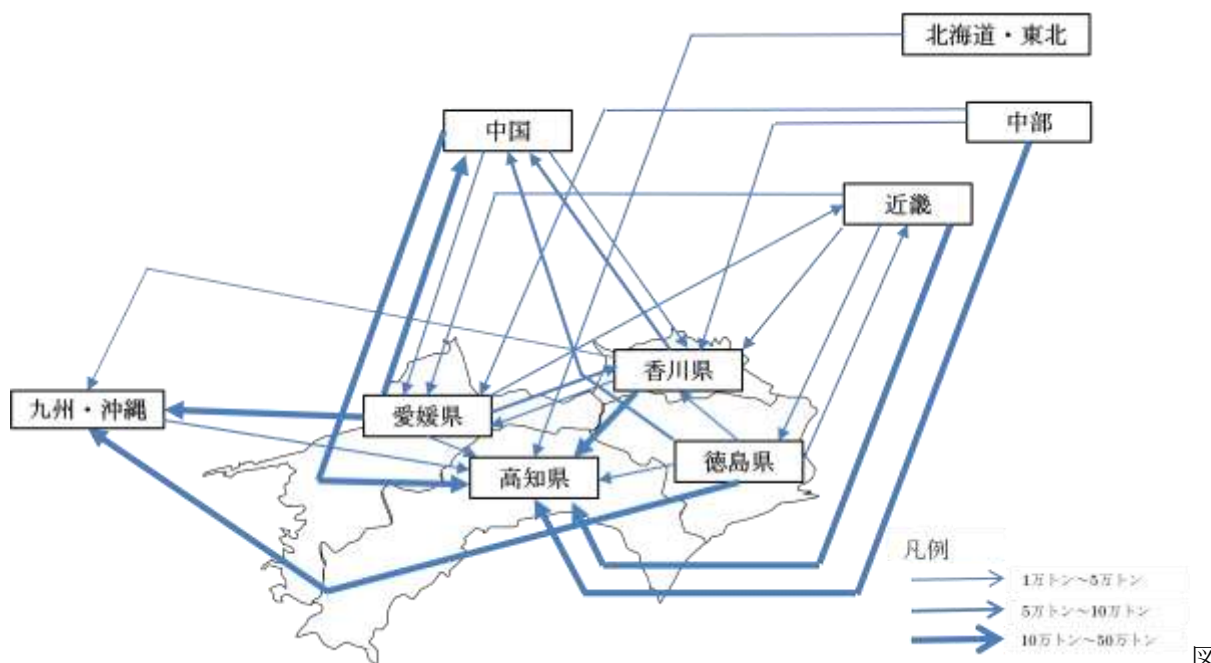 北海道・東北
中国
中部
近畿
香川県
九州・沖縄
愛媛県
徳島県
高知県
凡例
1万トン～5万トン
5万トン～10万トン
10万トン～50万トン
図